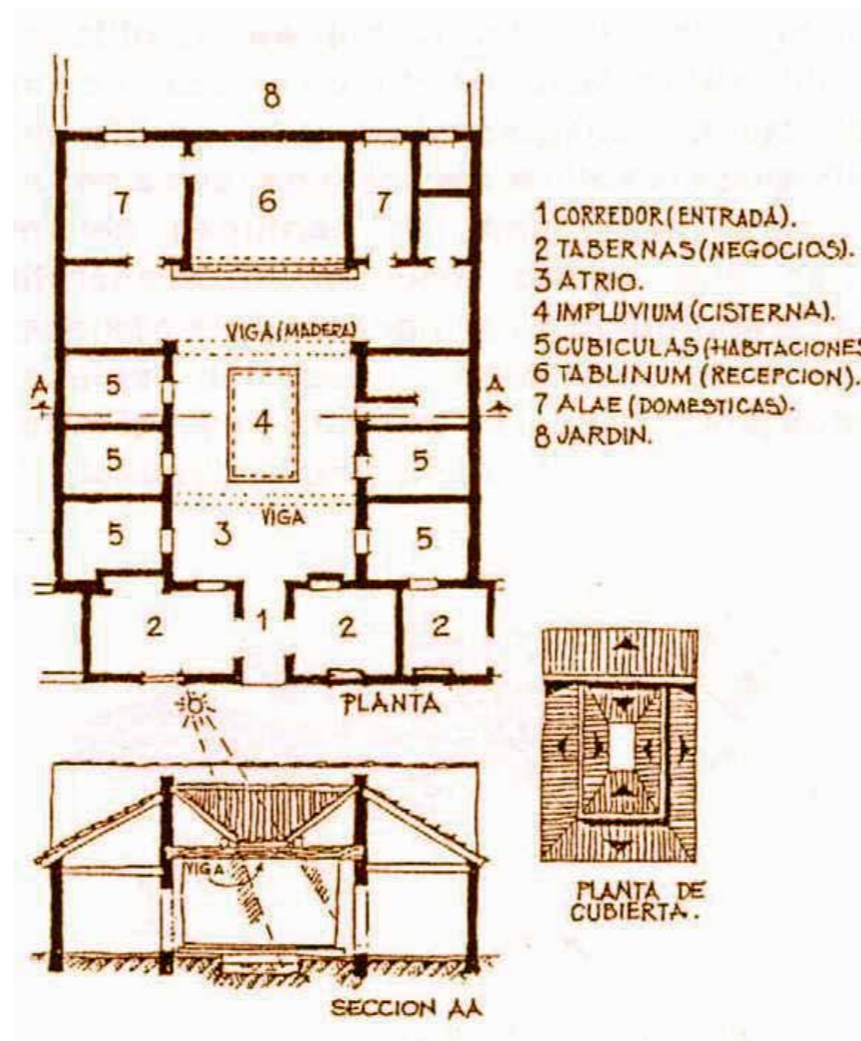 8
7 6 7
VIGA (MADERA)
A 5 A
4
5 5
VIGA
5 3 5
2 1 2 2
PLANTA
1 CORREDOR (ENTRADA).
2 TABERNAS (NEGOCIOS).
3 ATRIO.
4 IMPLUVIUM (CISTERNA).
5 CUBICULAS (HABITACIONES
6 TABLINUM (RECEPCION).
7 ALAE (DOMESTICAS).
8 JARDIN.
VIGA
SECCION AA
PLANTA DE
CUBIERTA.